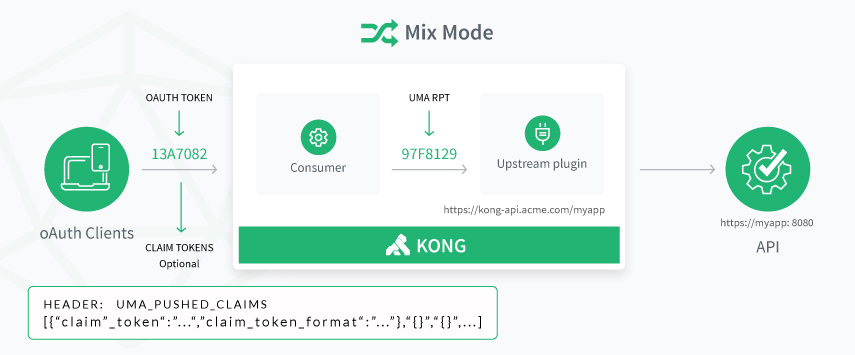 Mix Mode
OAUTH TOKEN
13A7082
CLAIM TOKENS
Optional
oAuth Clients
Consumer
UMA RPT
97F8129
Upstream plugin
https://kong-api.acme.com/myapp
KONG
https://myapp: 8080
API
HEADER: UMA_PUSHED_CLAIMS
[{“claim”_token“:”...“,”claim_token_format“:”...”},“{}”,“{}”,...]